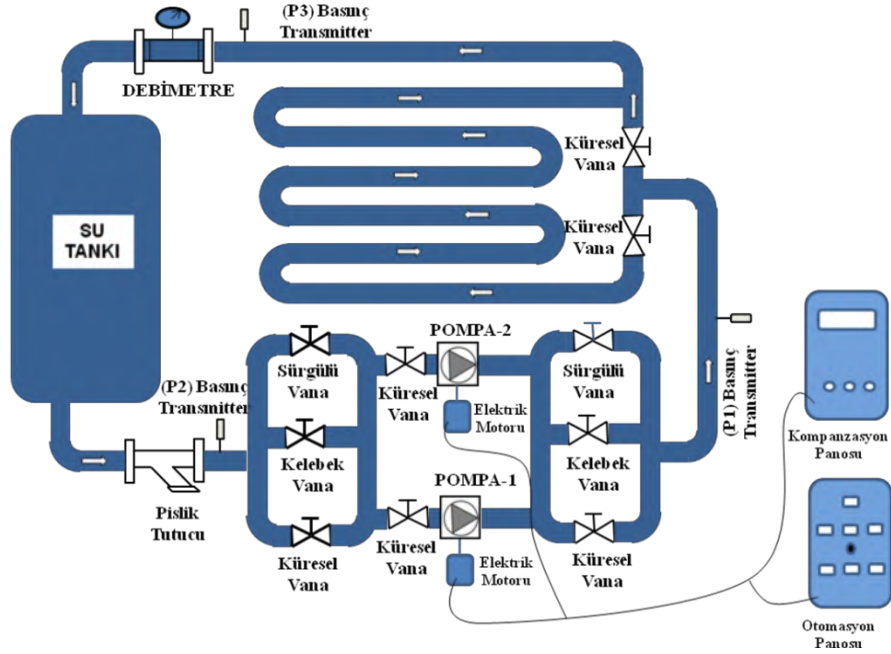 (P3) Basınç
Transmitter
DEBİMETRE
Küresel
Vana
SU
TANKI
Küresel
Vana
POMPA-2
Sürgülü
Vana
Küresel
Vana
Elektrik
Motoru
Sürgülü
Vana
(P1) Basınç
Transmitter
(P2) Basınç
Transmitter
Kelebek
Vana
Kelebek
Vana
Kompanzasyon
Panosu
Pislik
Tutucu
POMPA-1
Küresel
Vana
Küresel
Vana
Elektrik
Motoru
Küresel
Vana
Otomasyon
Panosu